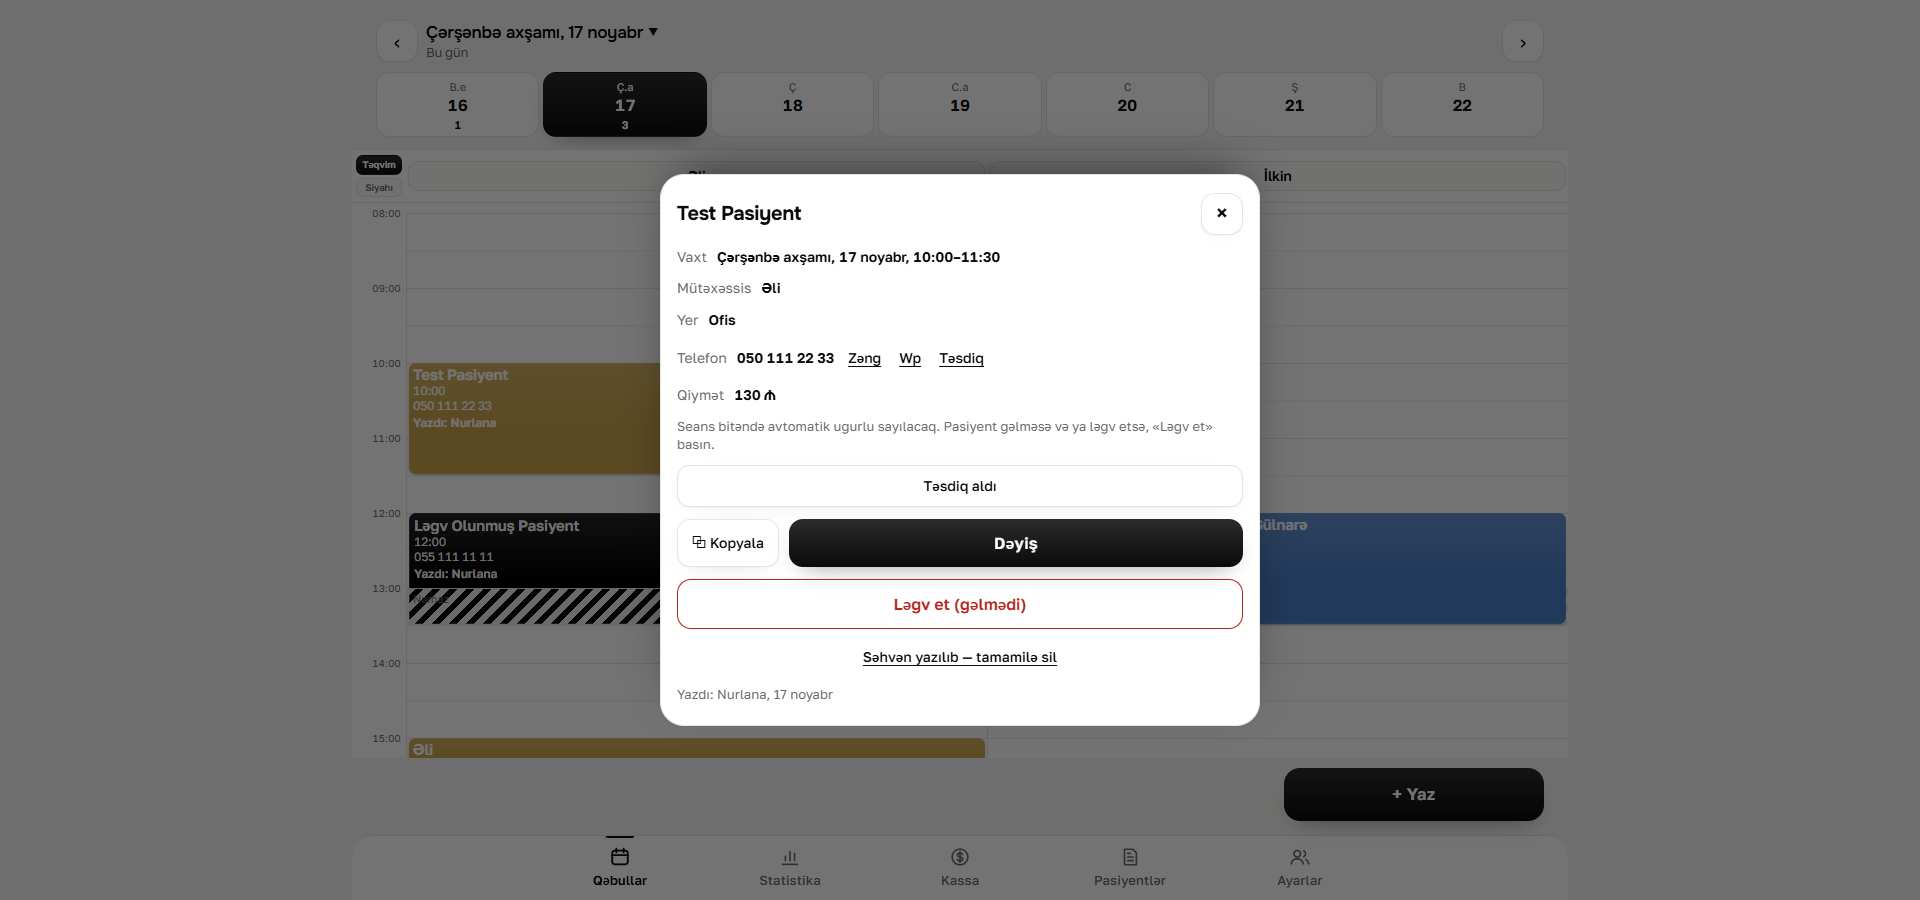 Çərşənbə axşamı, 17 noyabr ▼
Bu gün
B.e
16
1
Ç.a
17
3
Ç
18
C.a
19
C
20
Ş
21
B
22
Təqvim
Siyahı
İlkin
08:00
09:00
10:00
11:00
12:00
13:00
14:00
15:00
Test Pasiyent
10:00
050 111 22 33
Yazdı: Nurlana
Ləgv Olunmuş Pasiyent
12:00
055 111 11 11
Yazdı: Nurlana
Gülnarə
Əli
Test Pasiyent
×
Vaxt Çərşənbə axşamı, 17 noyabr, 10:00–11:30
Mütəxəssis Əli
Yer Ofis
Telefon 050 111 22 33 Zəng Wp Təsdiq
Qiymət 130 ₼
Seans bitəndə avtomatik ugurlu sayılacaq. Pasiyent gəlməsə və ya ləgv etsə, «Ləgv et»
basın.
Təsdiq aldı
Kopyala
Dəyiş
Ləgv et (gəlmədi)
Səhvən yazılıb — tamamilə sil
Yazdı: Nurlana, 17 noyabr
+ Yaz
Qəbullar
Statistika
Kassa
Pasiyentlər
Ayarlar